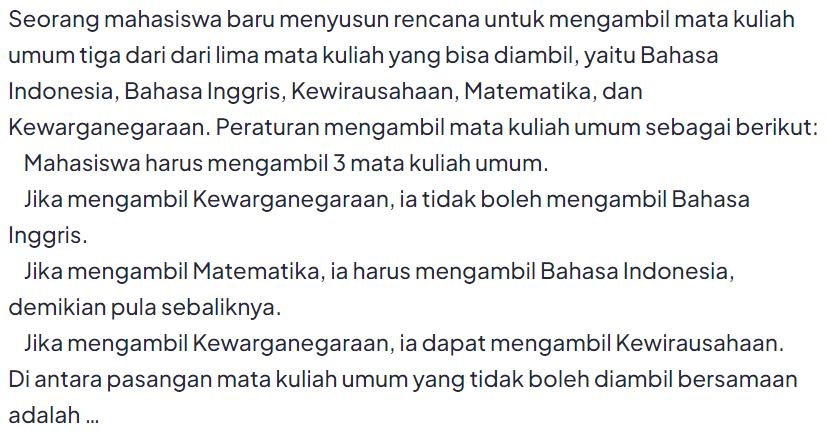 Seorang mahasiswa baru menyusun rencana untuk mengambil mata kuliah
umum tiga dari dari lima mata kuliah yang bisa diambil, yaitu Bahasa
Indonesia, Bahasa Inggris, Kewirausahaan, Matematika, dan
Kewarganegaraan. Peraturan mengambil mata kuliah umum sebagai berikut:
Mahasiswa harus mengambil 3 mata kuliah umum.
Jika mengambil Kewarganegaraan, ia tidak boleh mengambil Bahasa
Inggris.
Jika mengambil Matematika, ia harus mengambil Bahasa Indonesia,
demikian pula sebaliknya.
Jika mengambil Kewarganegaraan, ia dapat mengambil Kewirausahaan.
Di antara pasangan mata kuliah umum yang tidak boleh diambil bersamaan
adalah ...